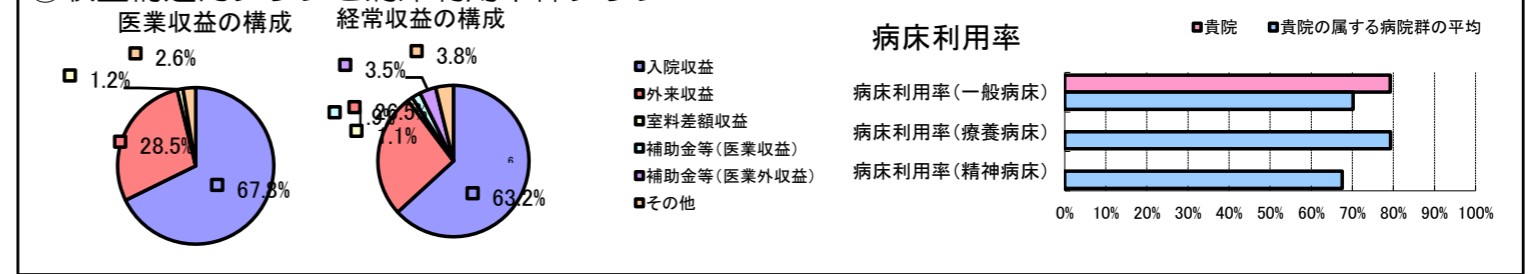 医業収益の構成
2.6%
1.2%
28.5%
67.8%
経常収益の構成
3.8%
3.5%
26.5%
1.1%
63.2%
入院収益
外来収益
室料差額収益
補助金等(医業収益)
補助金等(医業外収益)
その他
病床利用率
貴院
貴院の属する病院群の平均
病床利用率(一般病床)
病床利用率(療養病床)
病床利用率(精神病床)
0% 10% 20% 30% 40% 50% 60% 70% 80% 90% 100%